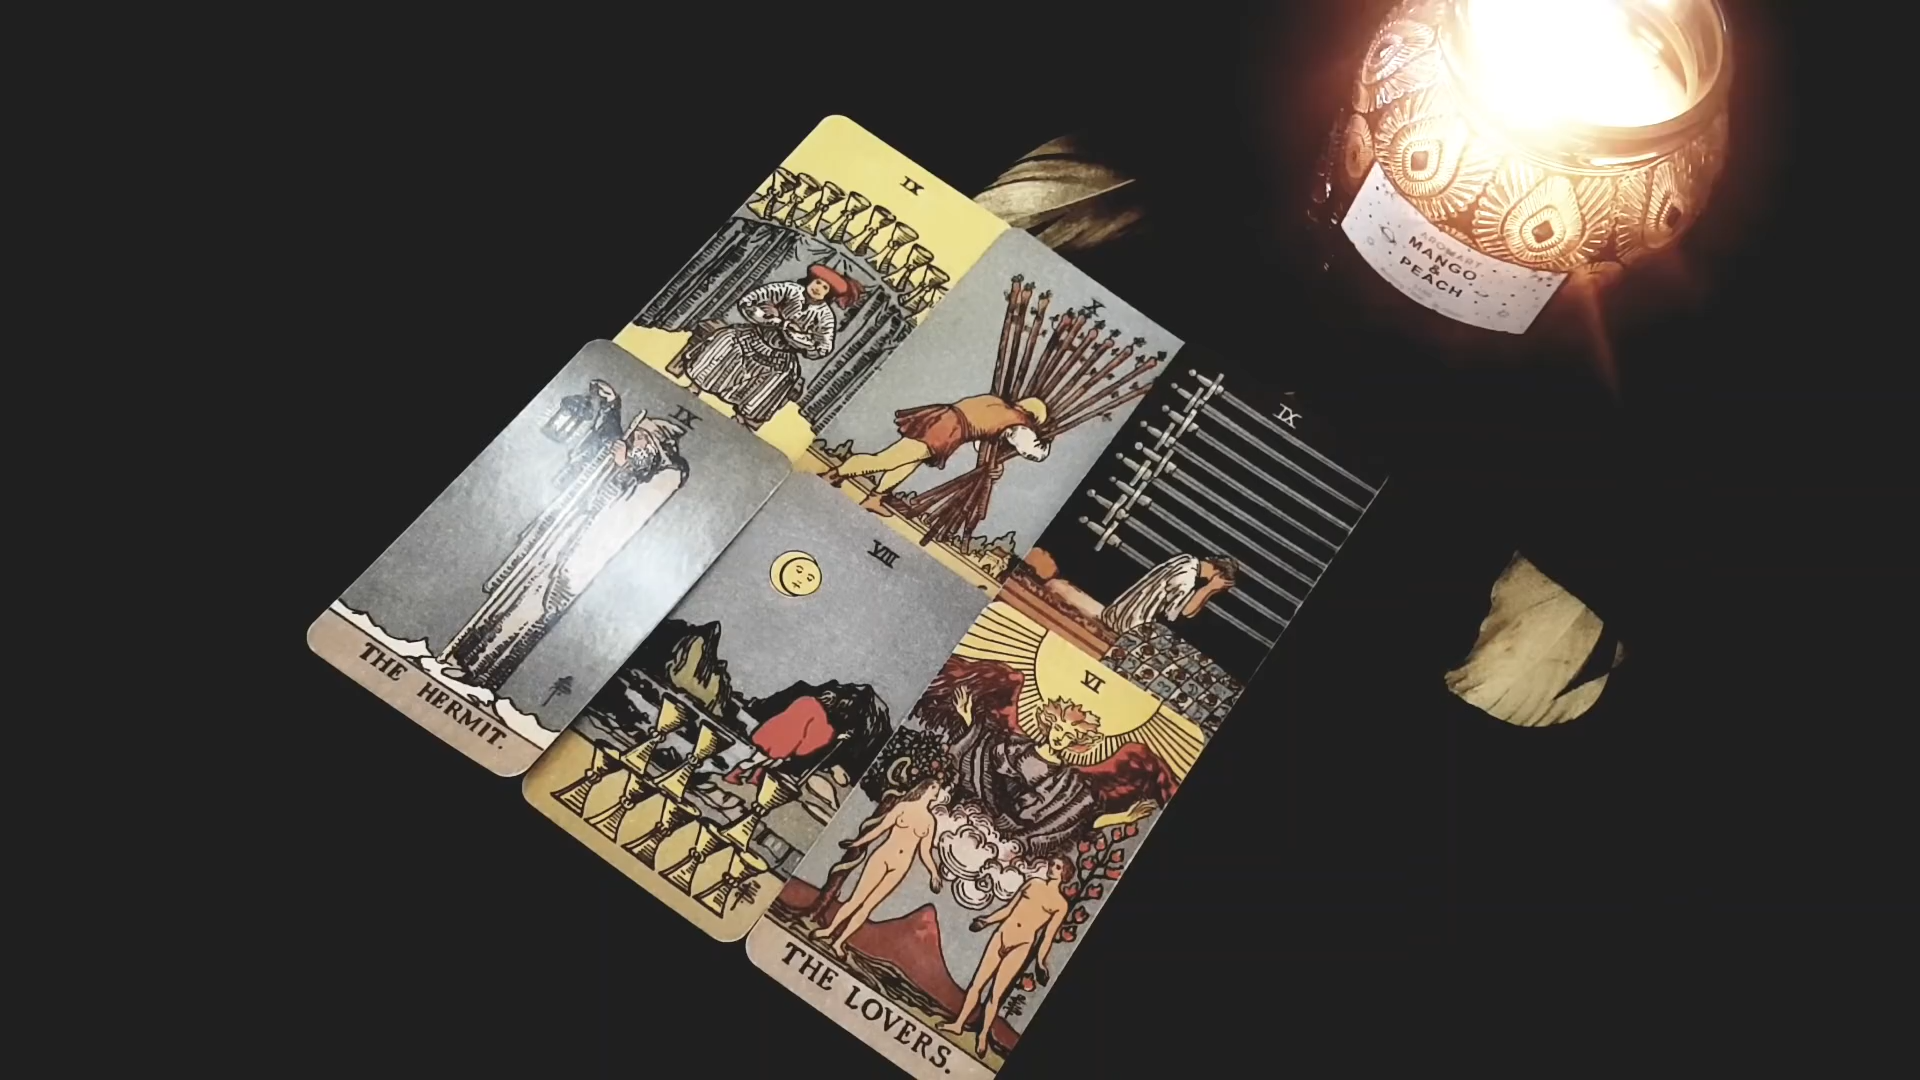 IX
X
IX
IX
THE HERMIT.
VIII
VI
THE LOVERS.
AROMART
MANGO
&
PEACH